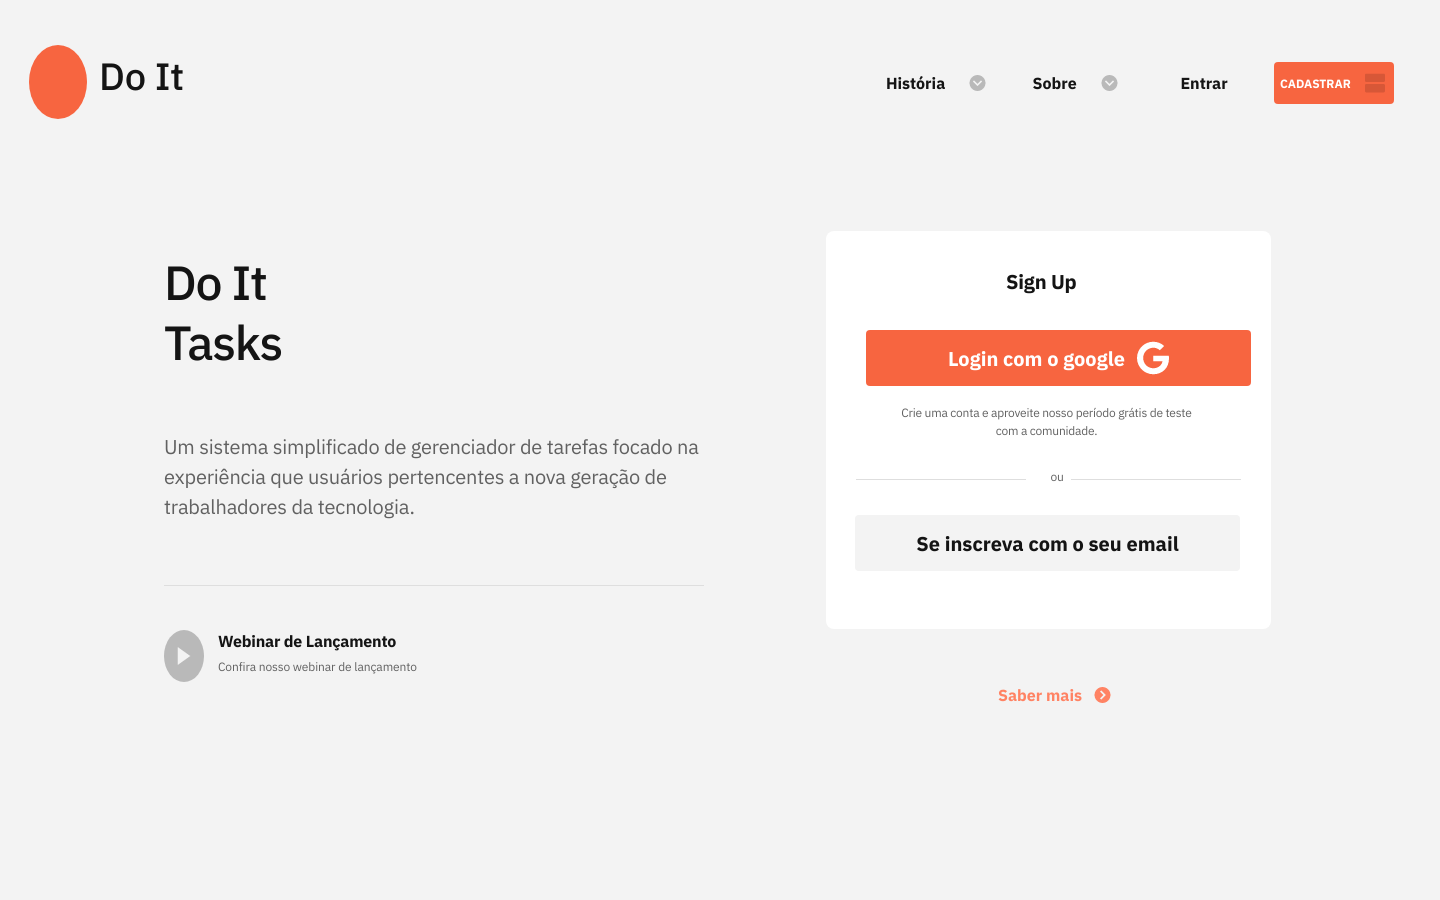 Do It
História
Sobre
Entrar
CADASTRAR
Do It
Tasks
Um sistema simplificado de gerenciador de tarefas focado na
experiência que usuários pertencentes a nova geração de
trabalhadores da tecnologia.
Webinar de Lançamento
Confira nosso webinar de lançamento
Sign Up
Login com o google
Crie uma conta e aproveite nosso período grátis de teste
com a comunidade.
ou
Se inscreva com o seu email
Saber mais